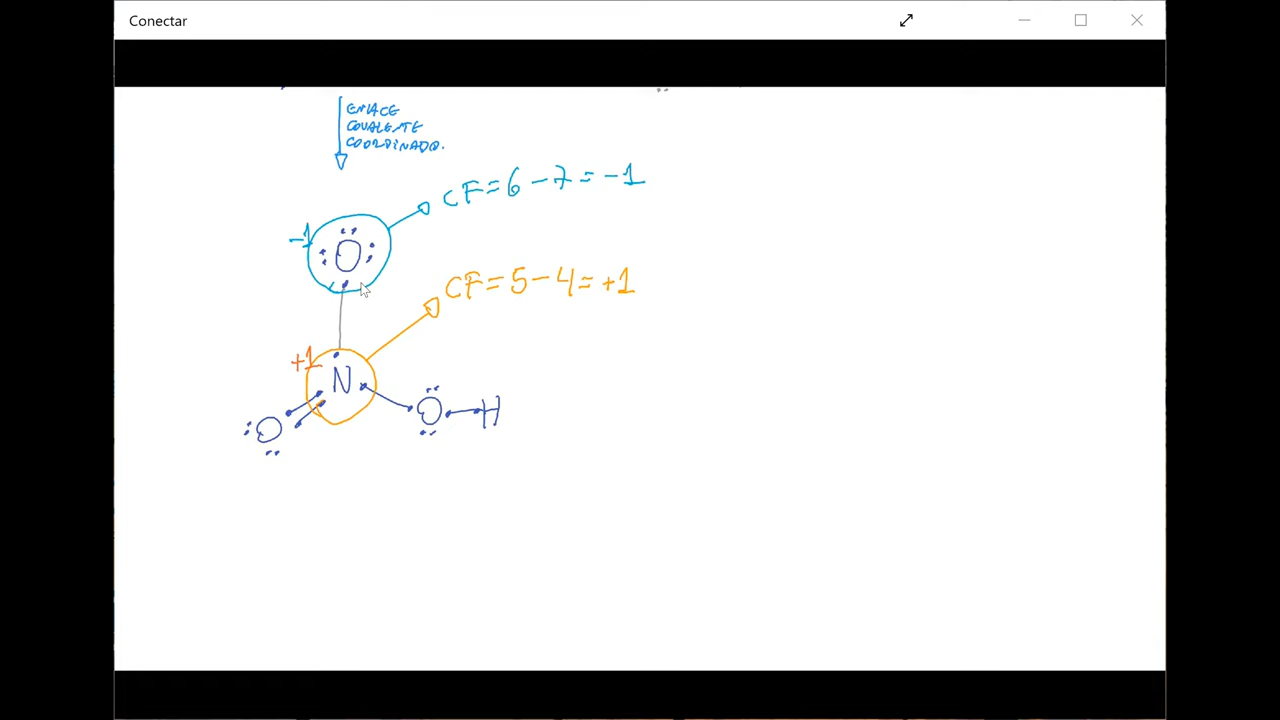 Conectar
ENLACE
COVALENTE
COORDINADO.
CF = 6 - 7 = -1
-1
O
CF = 5 - 4 = +1
+1
N
O
O
H